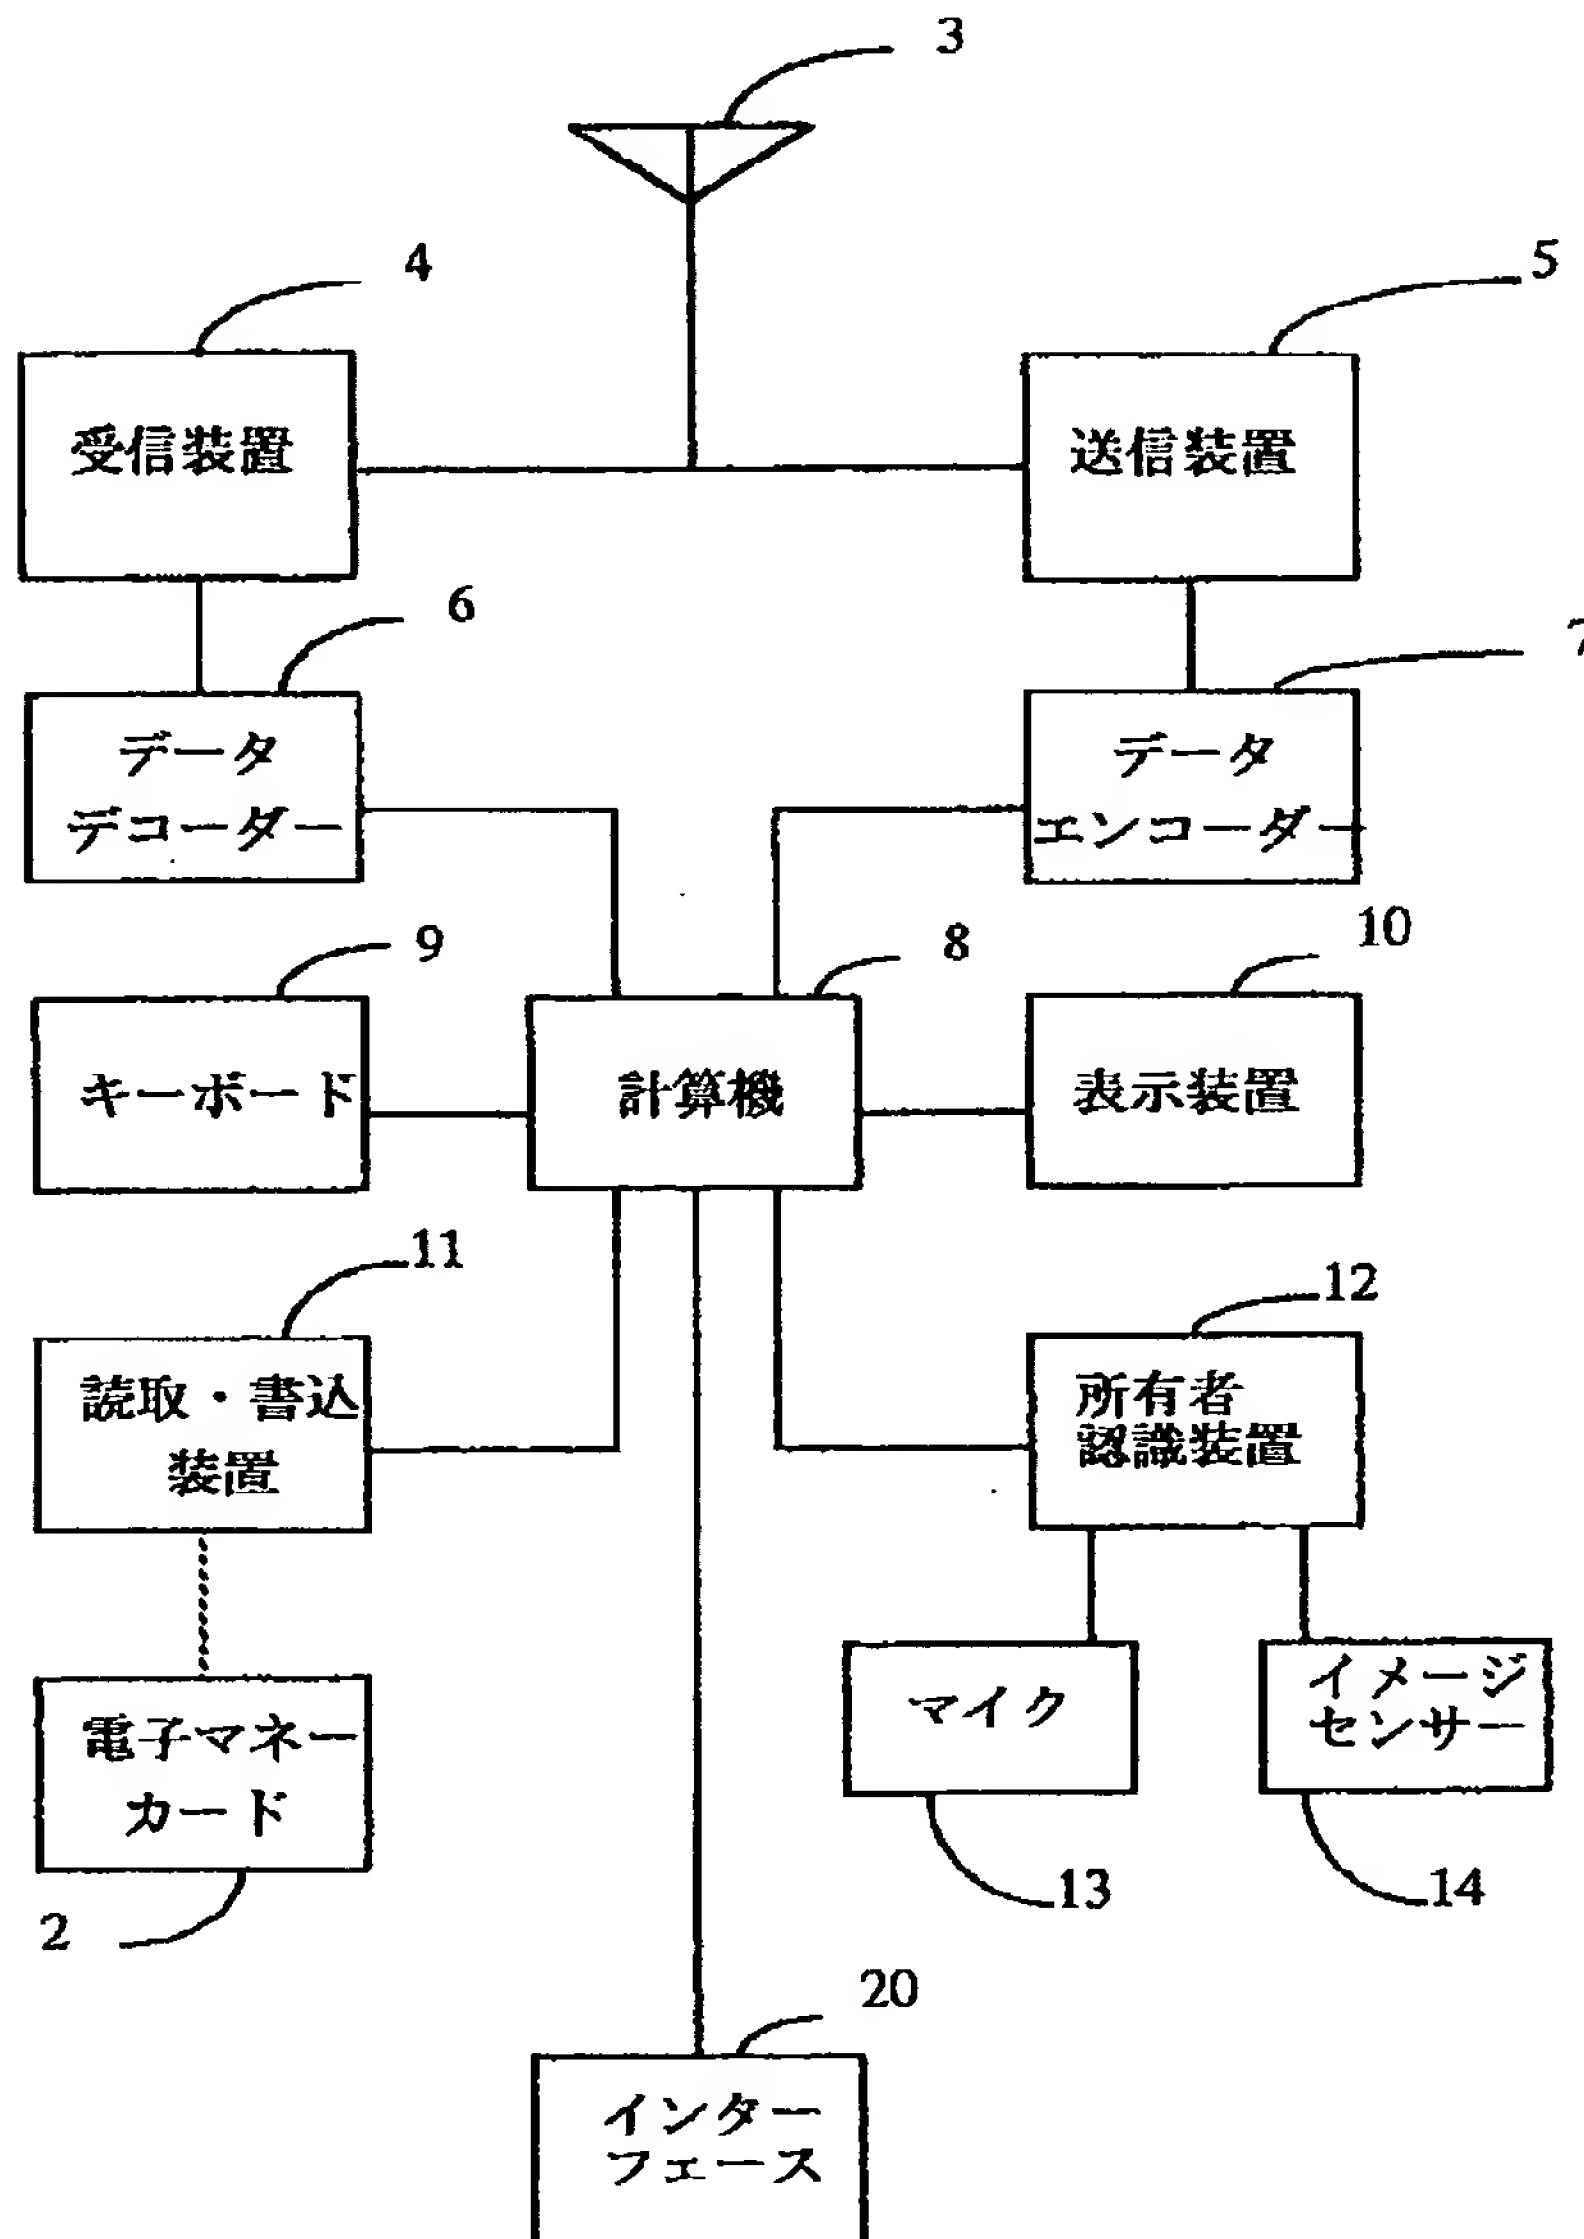 3
4
5
受信装置
送信装置
6
7
データ
デコーダー
データ
エンコーダー
9
8
10
キーボード
計算機
表示装置
11
12
読取・書込
装置
所有者
認識装置
マイク
イメージ
センサー
電子マネー
カード
13
14
2
20
インター
フェース